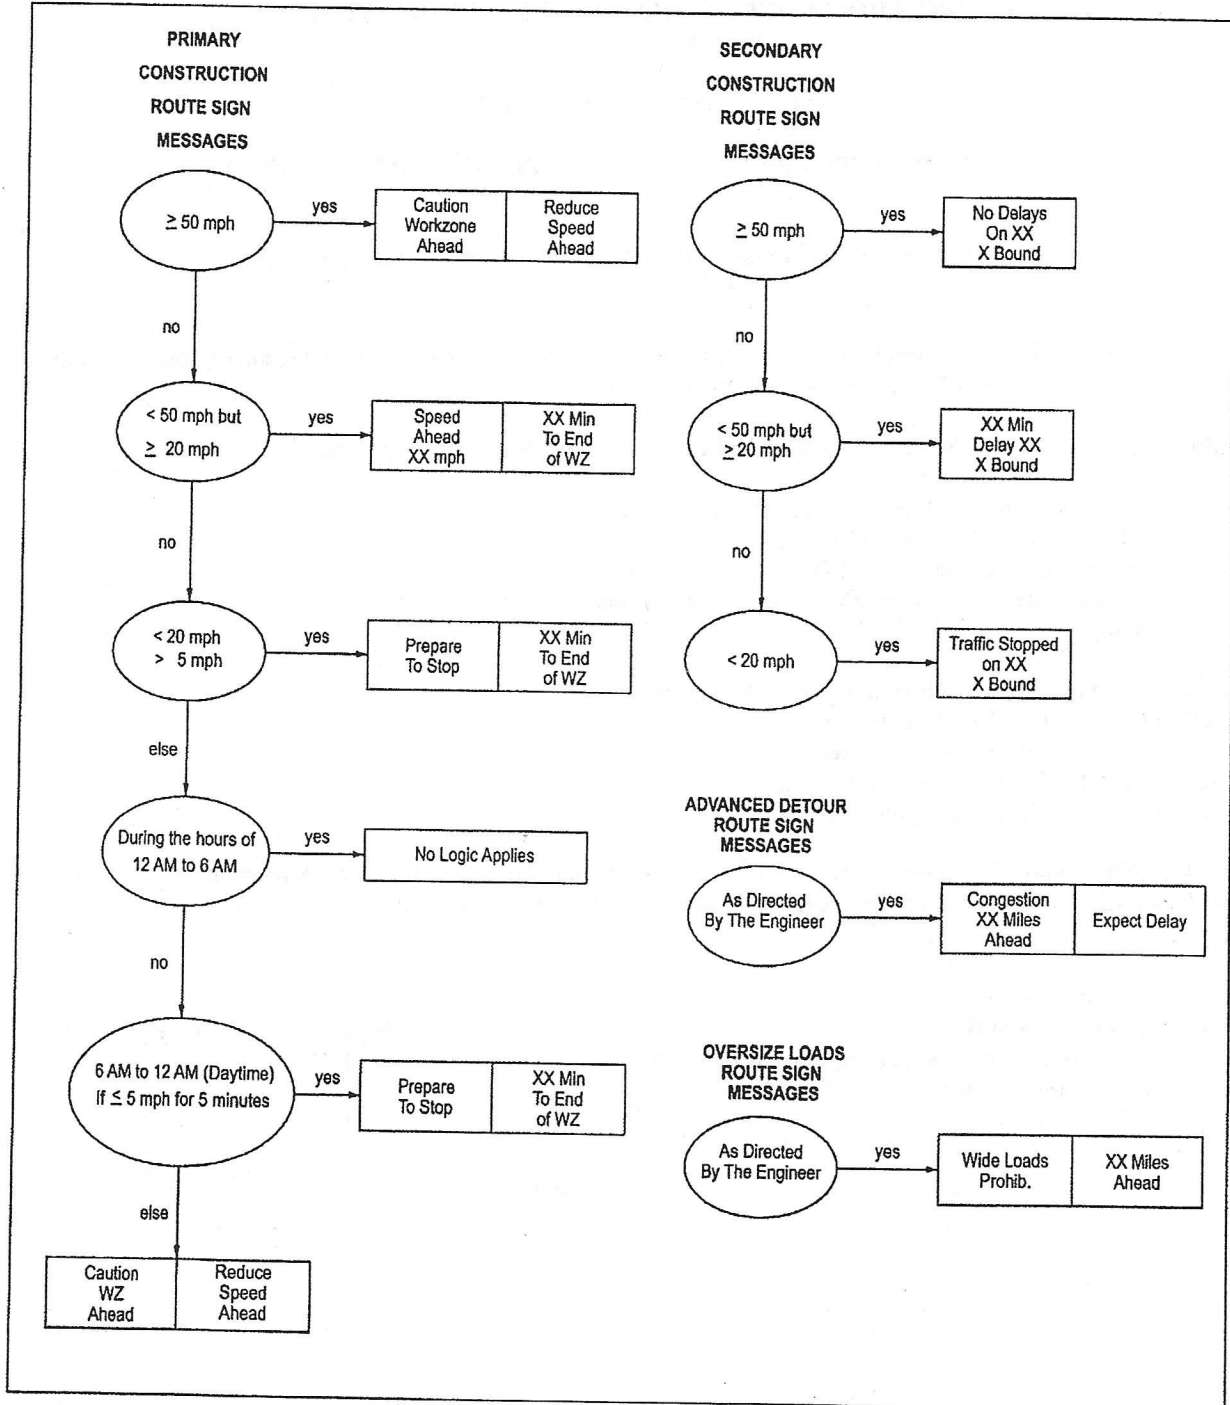 PRIMARY
CONSTRUCTION
ROUTE SIGN
MESSAGES
≥ 50 mph
yes
Caution
Workzone
Ahead
Reduce
Speed
Ahead
no
< 50 mph but
≥ 20 mph
yes
Speed
Ahead
XX mph
XX Min
To End
of WZ
no
< 20 mph
> 5 mph
yes
Prepare
To Stop
XX Min
To End
of WZ
else
During the hours of
12 AM to 6 AM
yes
No Logic Applies
no
6 AM to 12 AM (Daytime)
If ≤ 5 mph for 5 minutes
yes
Prepare
To Stop
XX Min
To End
of WZ
else
Caution
WZ
Ahead
Reduce
Speed
Ahead
SECONDARY
CONSTRUCTION
ROUTE SIGN
MESSAGES
≥ 50 mph
yes
No Delays
On XX
X Bound
no
< 50 mph but
≥ 20 mph
yes
XX Min
Delay XX
X Bound
no
< 20 mph
yes
Traffic Stopped
on XX
X Bound
ADVANCED DETOUR
ROUTE SIGN
MESSAGES
As Directed
By The Engineer
yes
Congestion
XX Miles
Ahead
Expect Delay
OVERSIZE LOADS
ROUTE SIGN
MESSAGES
As Directed
By The Engineer
yes
Wide Loads
Prohib.
XX Miles
Ahead